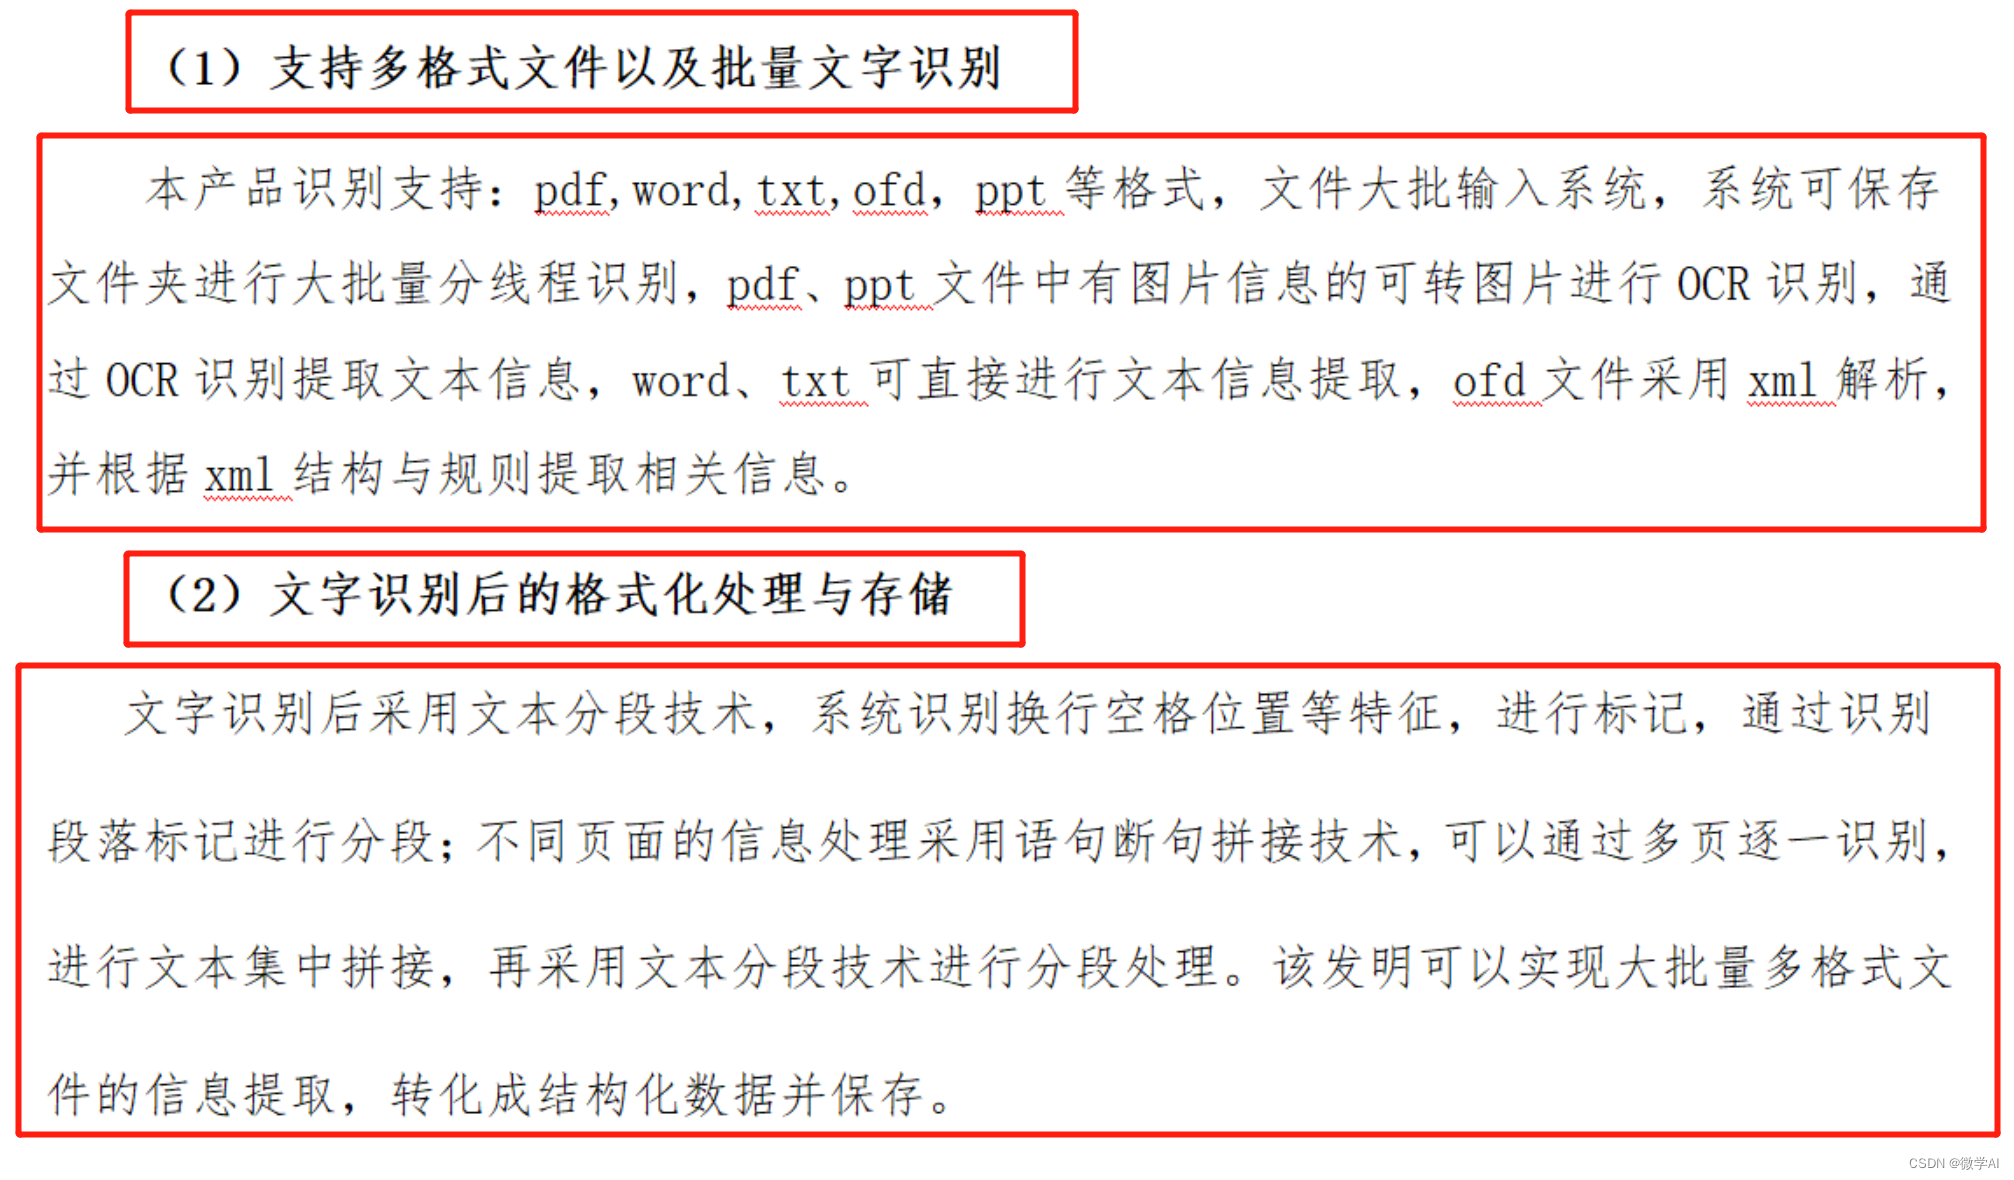 （1）支持多格式文件以及批量文字识别
本产品识别支持：pdf,word,txt,ofd，ppt 等格式，文件大批输入系统，系统可保存
文件夹进行大批量分线程识别，pdf、ppt 文件中有图片信息的可转图片进行 OCR 识别，通
过 OCR 识别提取文本信息，word、txt 可直接进行文本信息提取，ofd 文件采用 xml 解析，
并根据 xml 结构与规则提取相关信息。
（2）文字识别后的格式化处理与存储
文字识别后采用文本分段技术，系统识别换行空格位置等特征，进行标记，通过识别
段落标记进行分段；不同页面的信息处理采用语句断句拼接技术，可以通过多页逐一识别，
进行文本集中拼接，再采用文本分段技术进行分段处理。该发明可以实现大批量多格式文
件的信息提取，转化成结构化数据并保存。
CSDN @微学AI